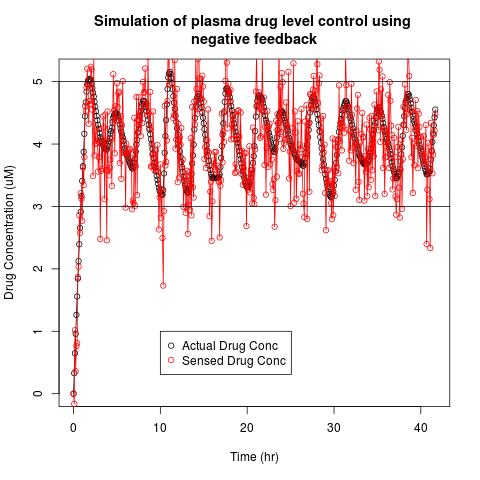 Simulation of plasma drug level control using
negative feedback
Drug Concentration (uM)
5
4
3
2
1
0
Actual Drug Conc
Sensed Drug Conc
0 10 20 30 40
Time (hr)